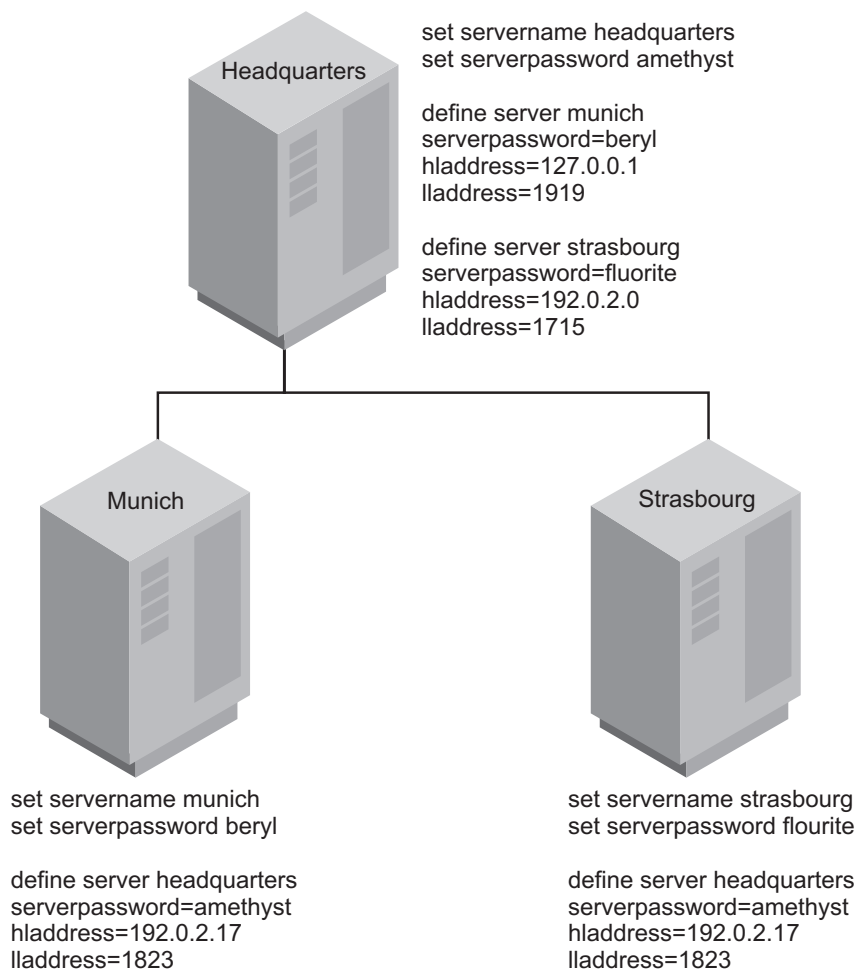 Headquarters
set servername headquarters
set serverpassword amethyst
define server munich
serverpassword=beryl
hladdress=127.0.0.1
lladdress=1919
define server strasbourg
serverpassword=fluorite
hladdress=192.0.2.0
lladdress=1715
Munich
set servername munich
set serverpassword beryl
define server headquarters
serverpassword=amethyst
hladdress=192.0.2.17
lladdress=1823
Strasbourg
set servername strasbourg
set serverpassword flourite
define server headquarters
serverpassword=amethyst
hladdress=192.0.2.17
lladdress=1823